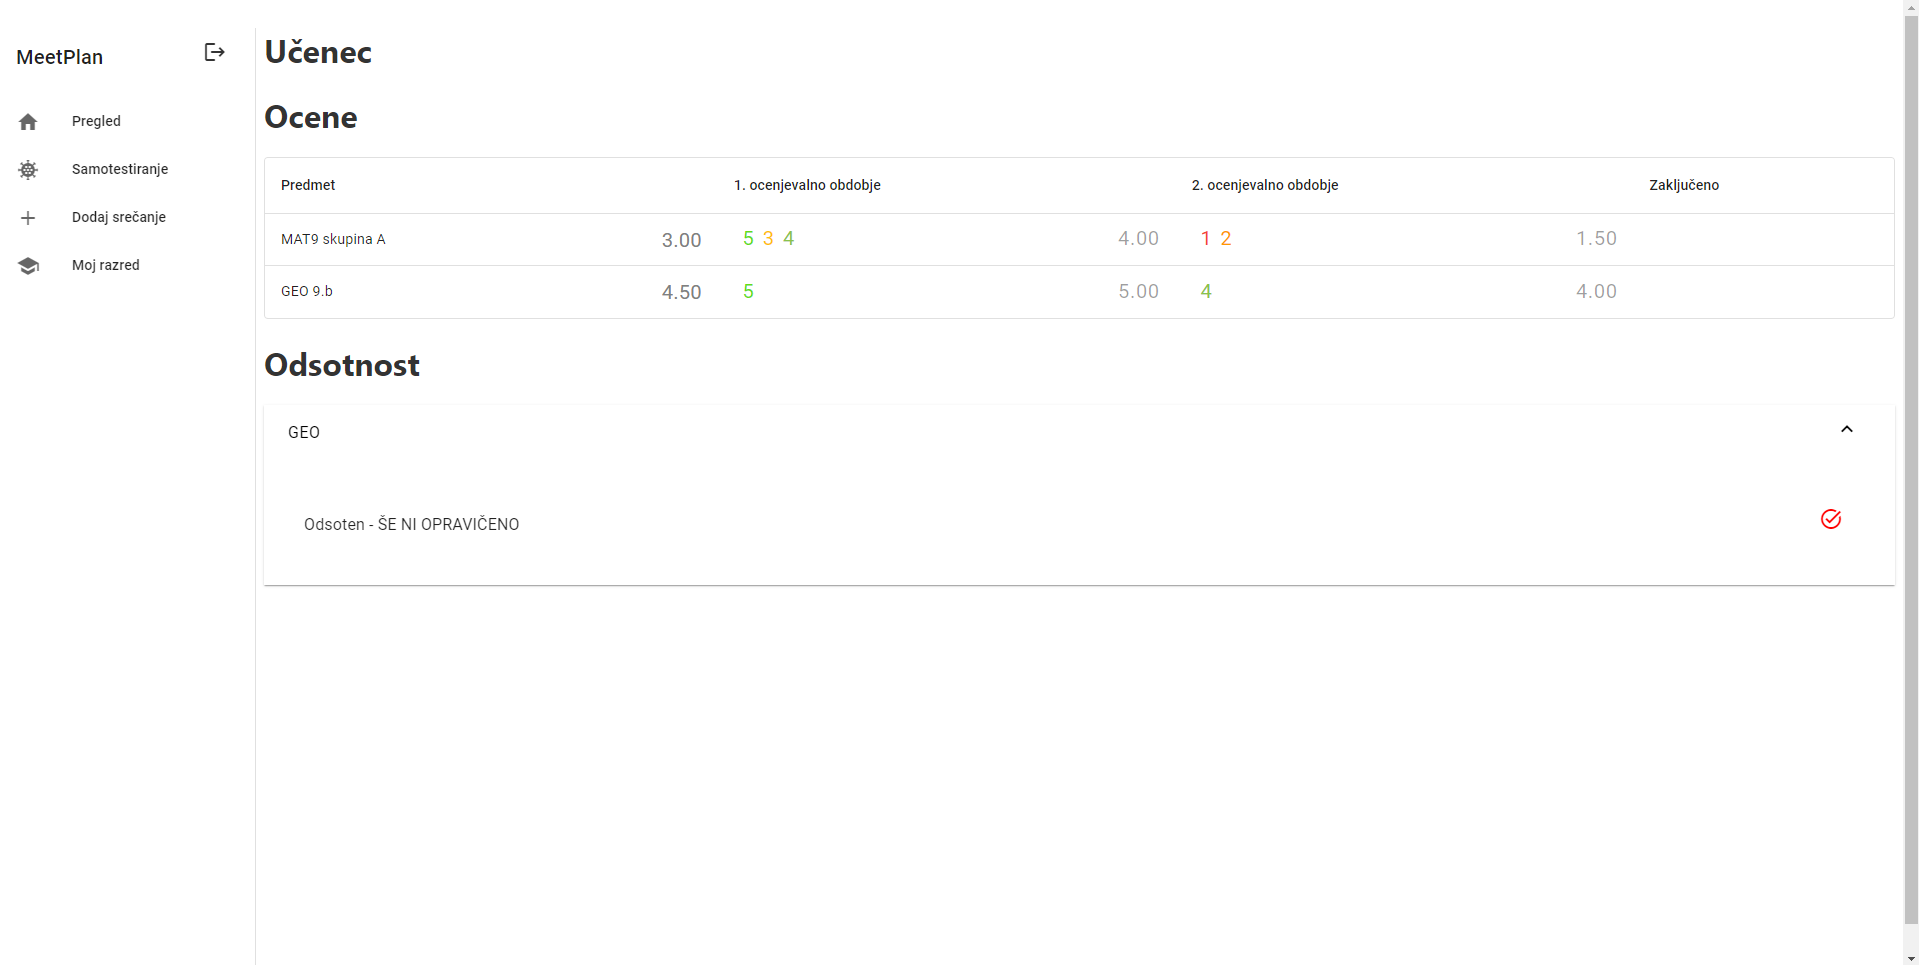 MeetPlan
Pregled
Samotestiranje
Dodaj srečanje
Moj razred
Učenec
Ocene
Predmet 1. ocenjevalno obdobje 2. ocenjevalno obdobje Zaključeno
MAT9 skupina A 3.00 5 3 4 4.00 1 2 1.50
GEO 9.b 4.50 5 5.00 4 4.00
Odsotnost
GEO
Odsoten - ŠE NI OPRAVIČENO